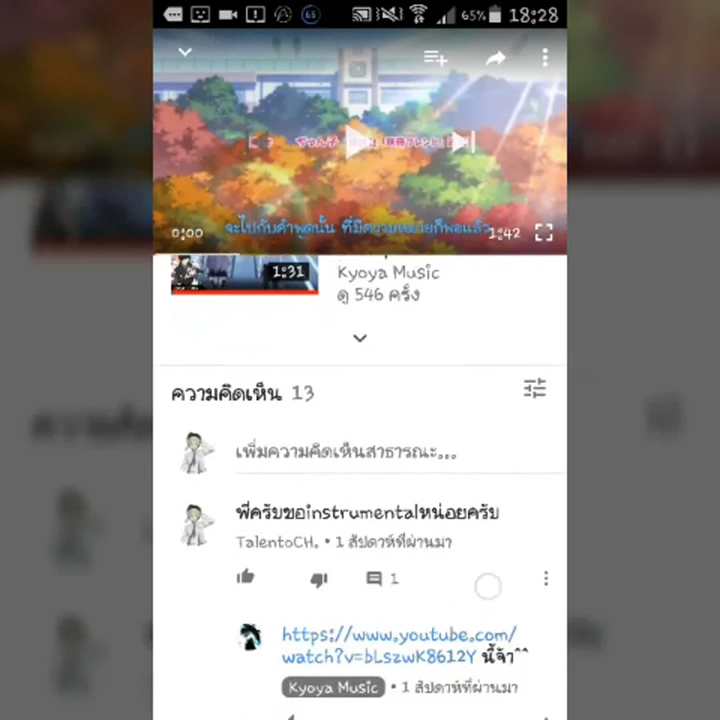 65% 18:28
จะไปกับคำพูดนั้น ที่มีความหมายก็พอแล้ว
0:00
1:42
1:31
Kyoya Music
ดู 546 ครั้ง
ความคิดเห็น 13
เพิ่มความคิดเห็นสาธารณะ...
พี่ครับขอinstrumentalหน่อยครับ
TalentoCH. • 1 สัปดาห์ที่ผ่านมา
1
https://www.youtube.com/
watch?v=bLszwK8612Y นี้จ้า^^
Kyoya Music • 1 สัปดาห์ที่ผ่านมา